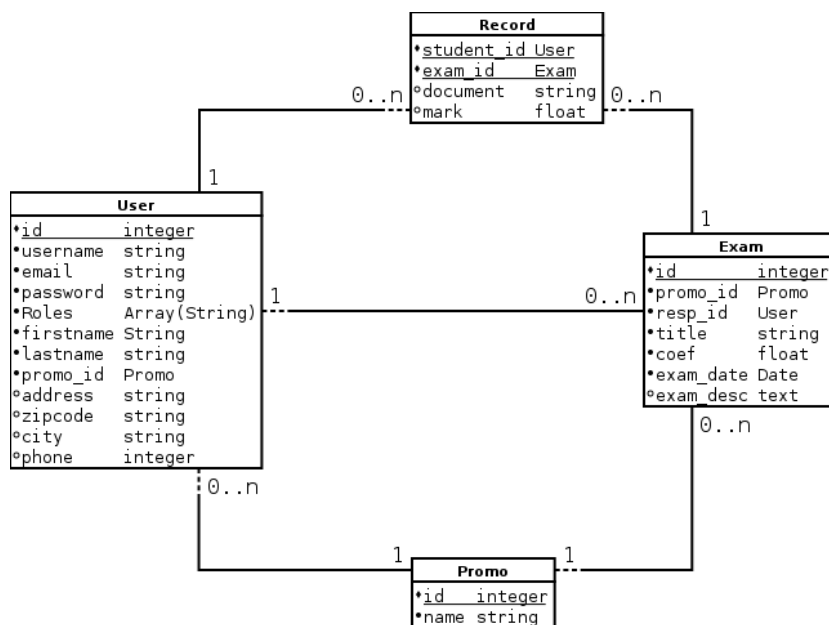 Record
student_id User
exam_id Exam
document string
mark float
0..n
0..n
1
1
User
id integer
username string
email string
password string
Roles Array(String)
firstname String
lastname string
promo_id Promo
address string
zipcode string
city string
phone integer
1
0..n
Exam
id integer
promo_id Promo
resp_id User
title string
coef float
exam_date Date
exam_desc text
0..n
0..n
1
1
Promo
id integer
name string